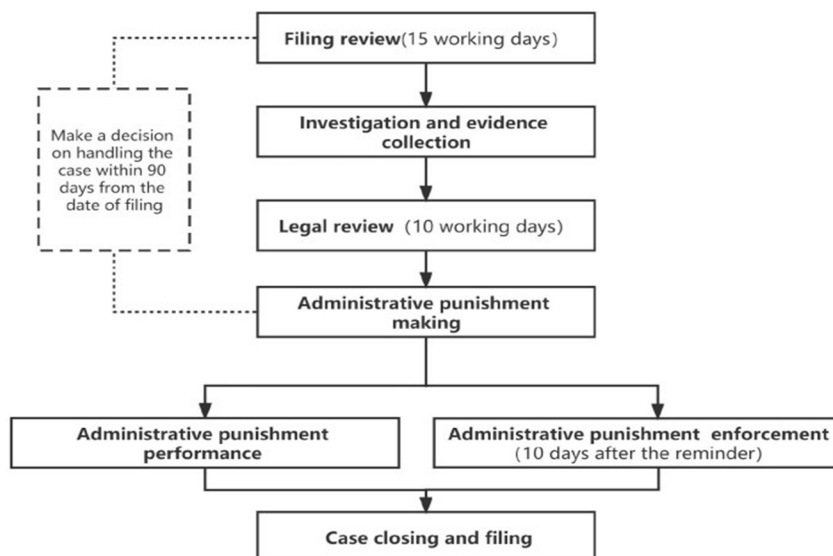 Filing review(15 working days)
Make a decision
on handling the
case within 90
days from the
date of filing
Investigation and evidence
collection
Legal review (10 working days)
Administrative punishment
making
Administrative punishment
performance
Administrative punishment enforcement
(10 days after the reminder)
Case closing and filing